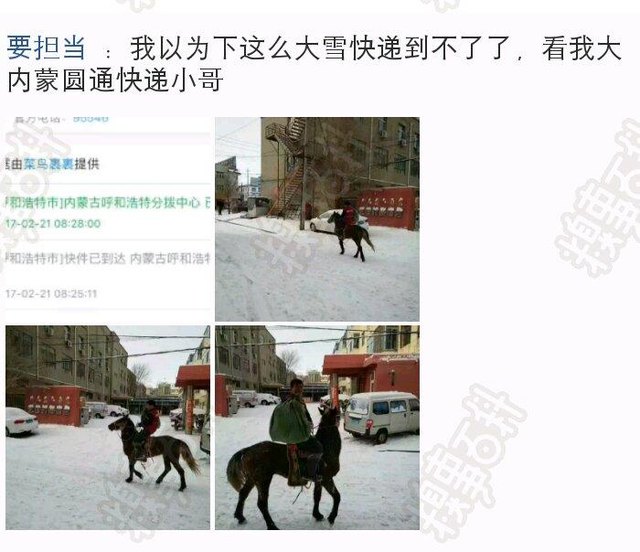 要担当 ：我以为下这么大雪快递到不了了，看我大
内蒙圆通快递小哥
官方电话：95546
由菜鸟裹裹提供
呼和浩特市]内蒙古呼和浩特分拨中心 已
17-02-21 08:28:00
呼和浩特市]快件已到达 内蒙古呼和浩特
17-02-21 08:25:11